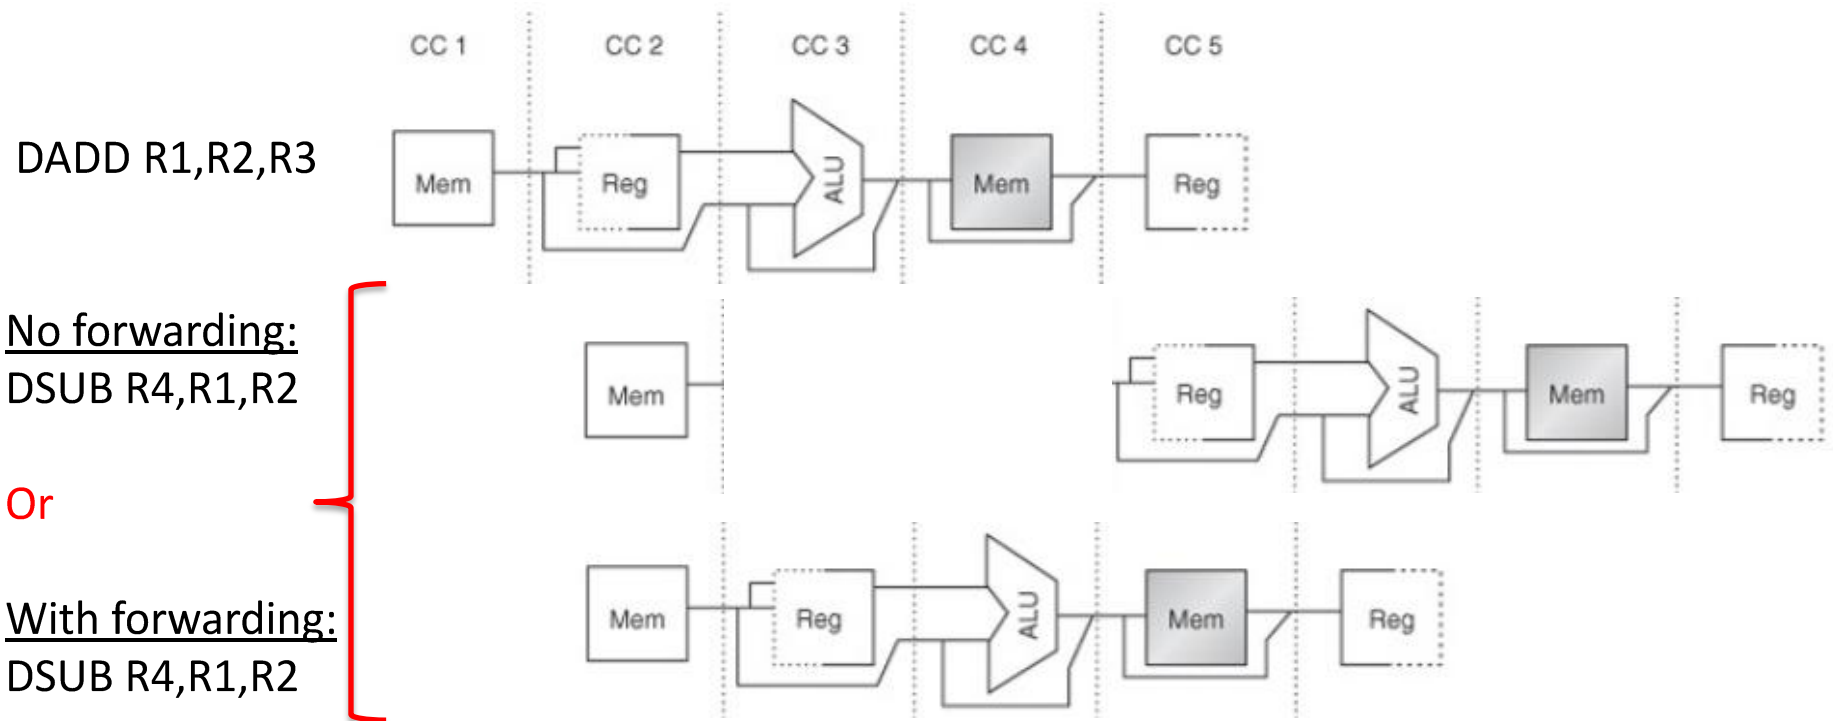 CC 1 CC 2 CC 3 CC 4 CC 5
DADD R1,R2,R3
Mem Reg ALU Mem Reg
No forwarding:
DSUB R4,R1,R2
Mem Reg ALU Mem Reg
Or
With forwarding:
DSUB R4,R1,R2
Mem Reg ALU Mem Reg